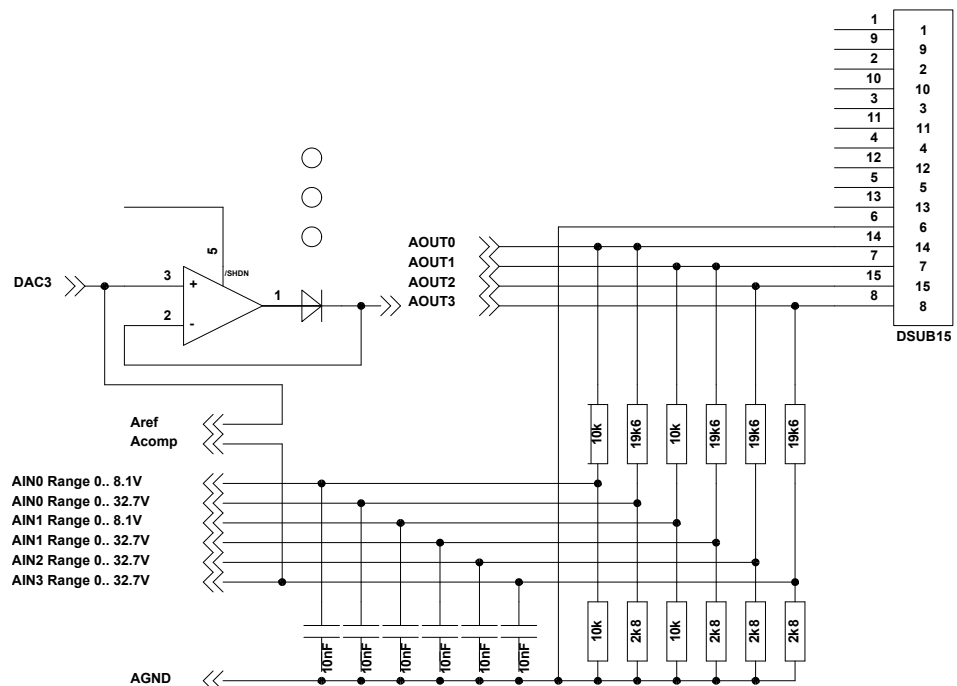 1
1
9
9
2
2
10
10
3
3
11
11
4
4
12
12
5
5
13
13
6
6
14
14
7
7
15
15
8
8
DSUB15
AOUT0
AOUT1
AOUT2
AOUT3
5
/SHDN
DAC3
3
+
1
2
-
Aref
Acomp
10k
19k6
10k
19k6
19k6
19k6
AIN0 Range 0.. 8.1V
AIN0 Range 0.. 32.7V
AIN1 Range 0.. 8.1V
AIN1 Range 0.. 32.7V
AIN2 Range 0.. 32.7V
AIN3 Range 0.. 32.7V
10nF
10nF
10nF
10nF
10nF
10nF
10k
2k8
10k
2k8
2k8
2k8
AGND